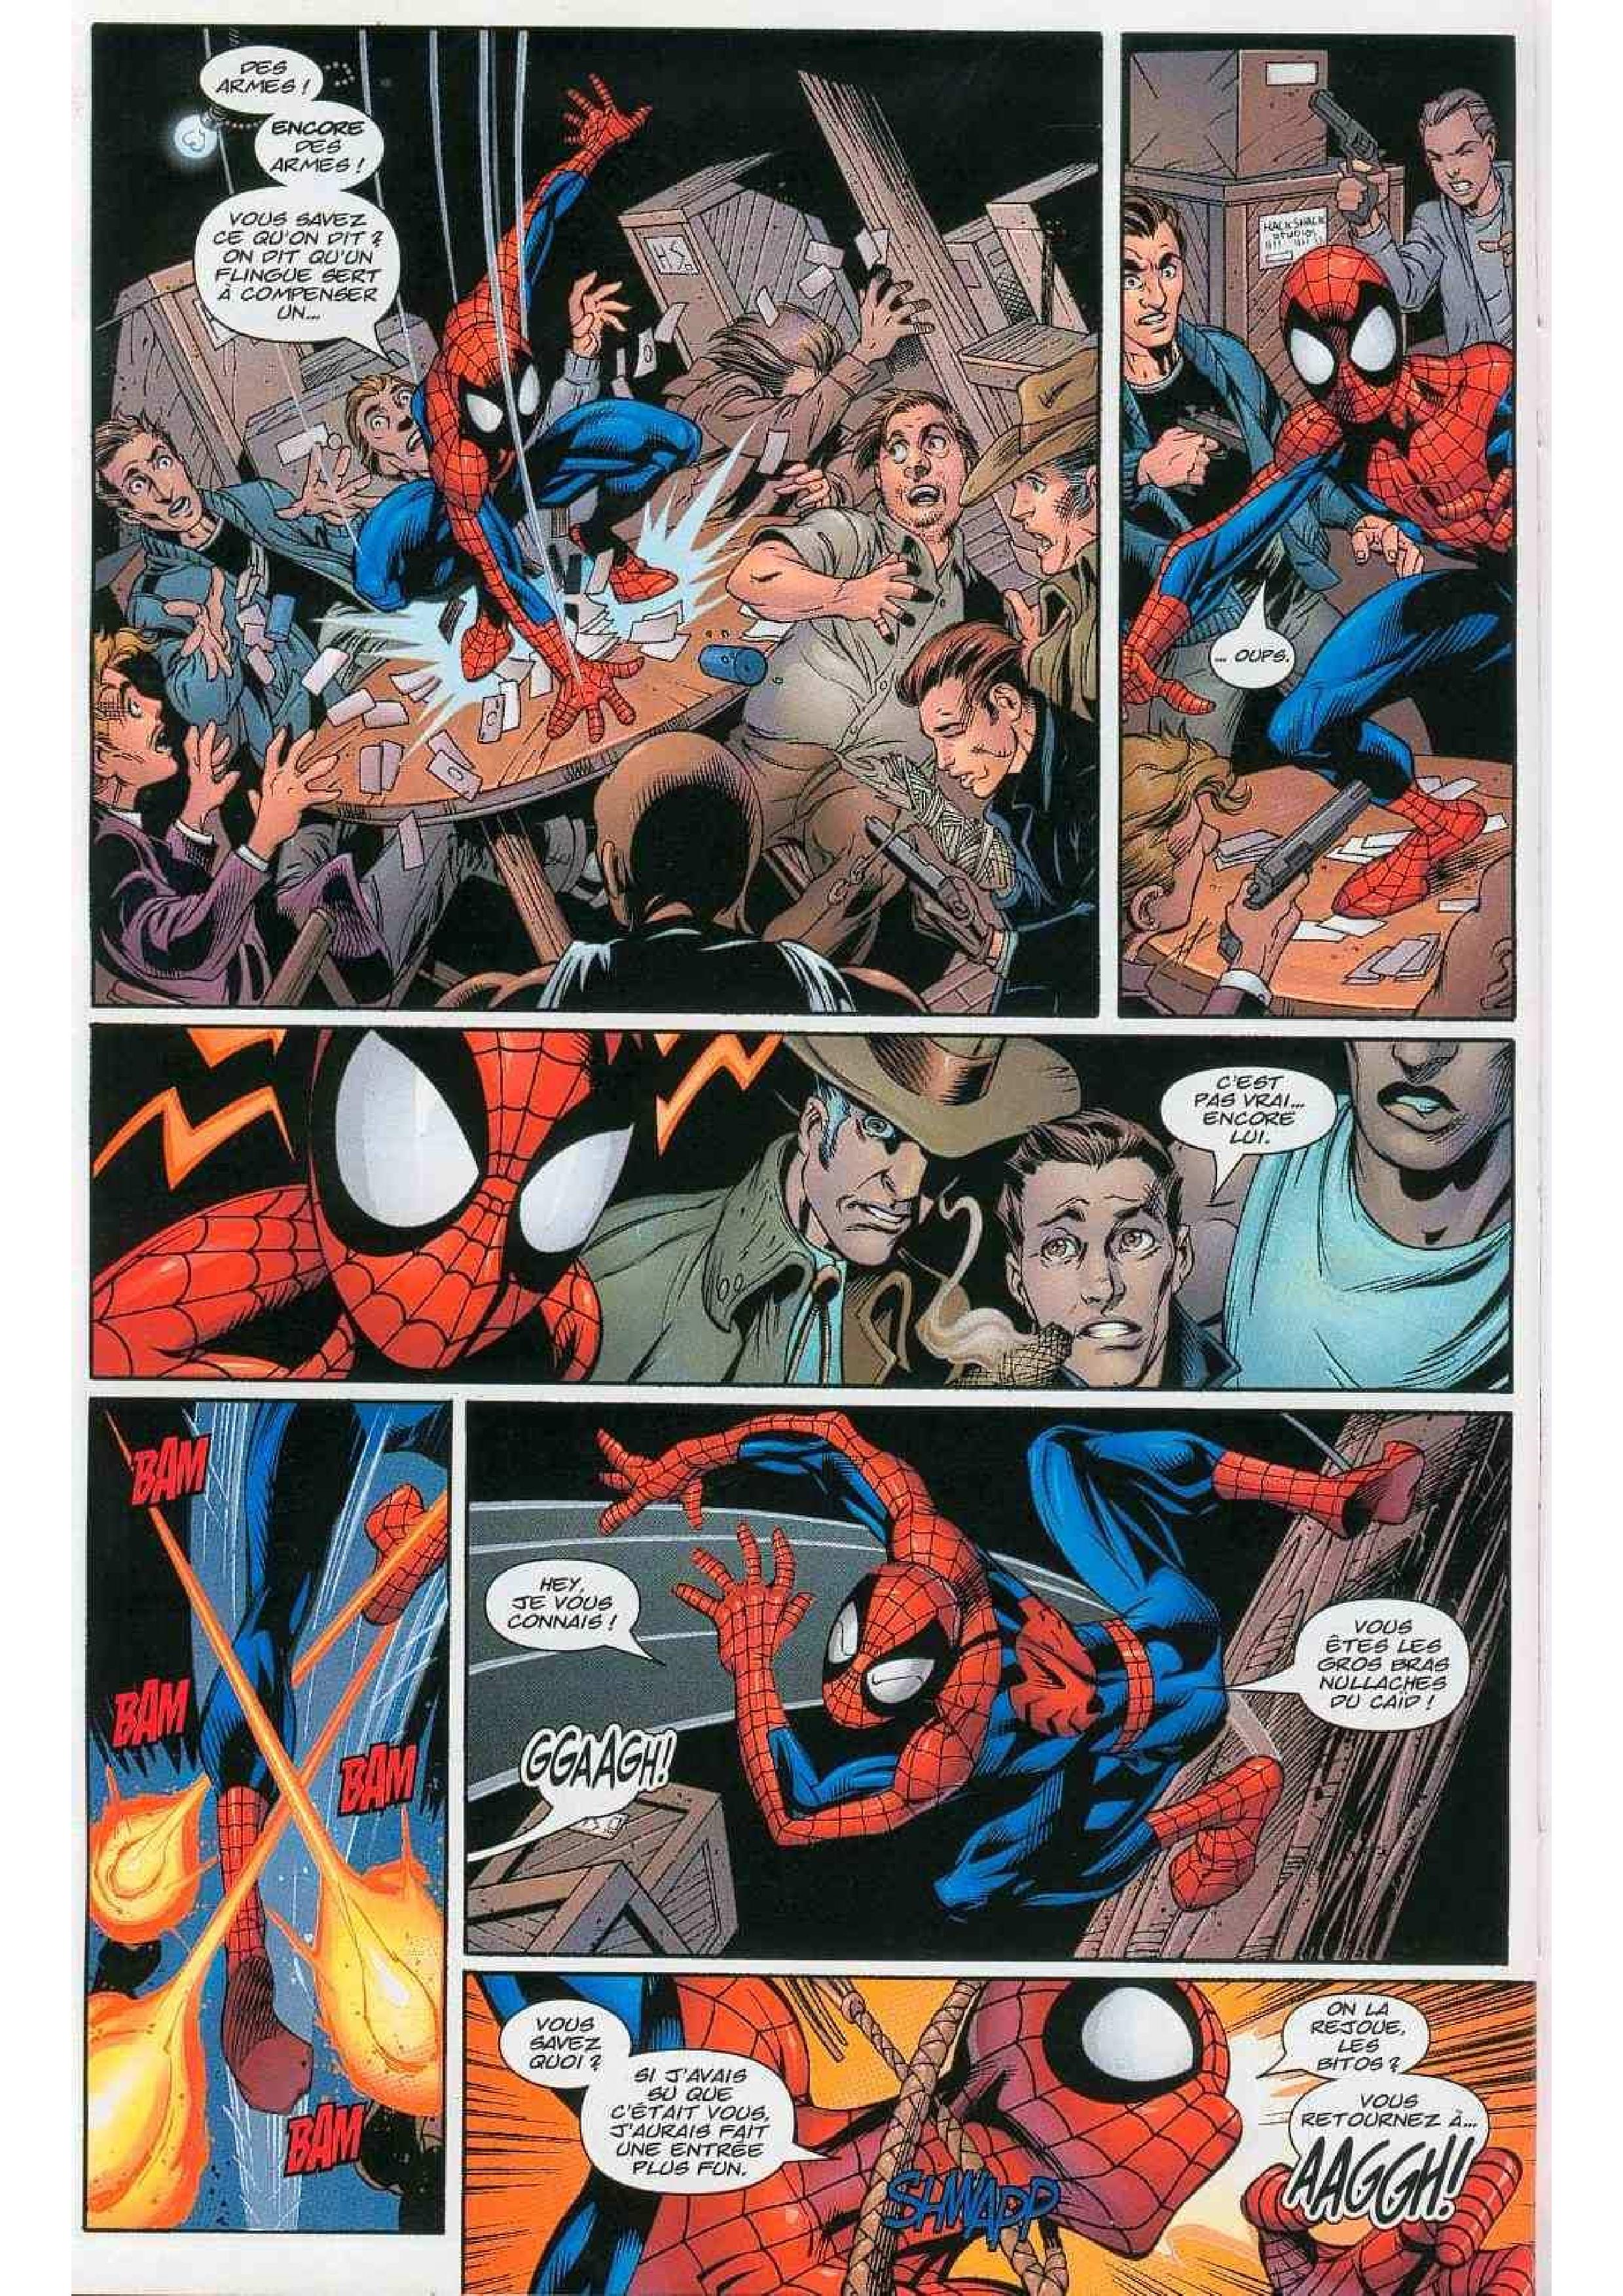 DES
ARMES !
ENCORE
DES
ARMES !
VOUS SAVEZ
CE QU'ON DIT ?
ON DIT QU'UN
FLINGUE SERT
À COMPENSER
UN...
H.S.
HACKSHACK
STUDIOS
... OUPS.
C'EST
PAS VRAI...
ENCORE
LUI.
BAM
BAM
BAM
BAM
HEY,
JE VOUS
CONNAIS !
GGAAGH!
VOUS
ÊTES LES
GROS BRAS
NULLACHES
DU CAÏD !
VOUS
SAVEZ
QUOI ?
SI J'AVAIS
SU QUE
C'ÉTAIT VOUS,
J'AURAIS FAIT
UNE ENTRÉE
PLUS FUN.
SHWAPP
ON LA
REJOUE,
LES
BITOS ?
VOUS
RETOURNEZ À...
AAGGH!